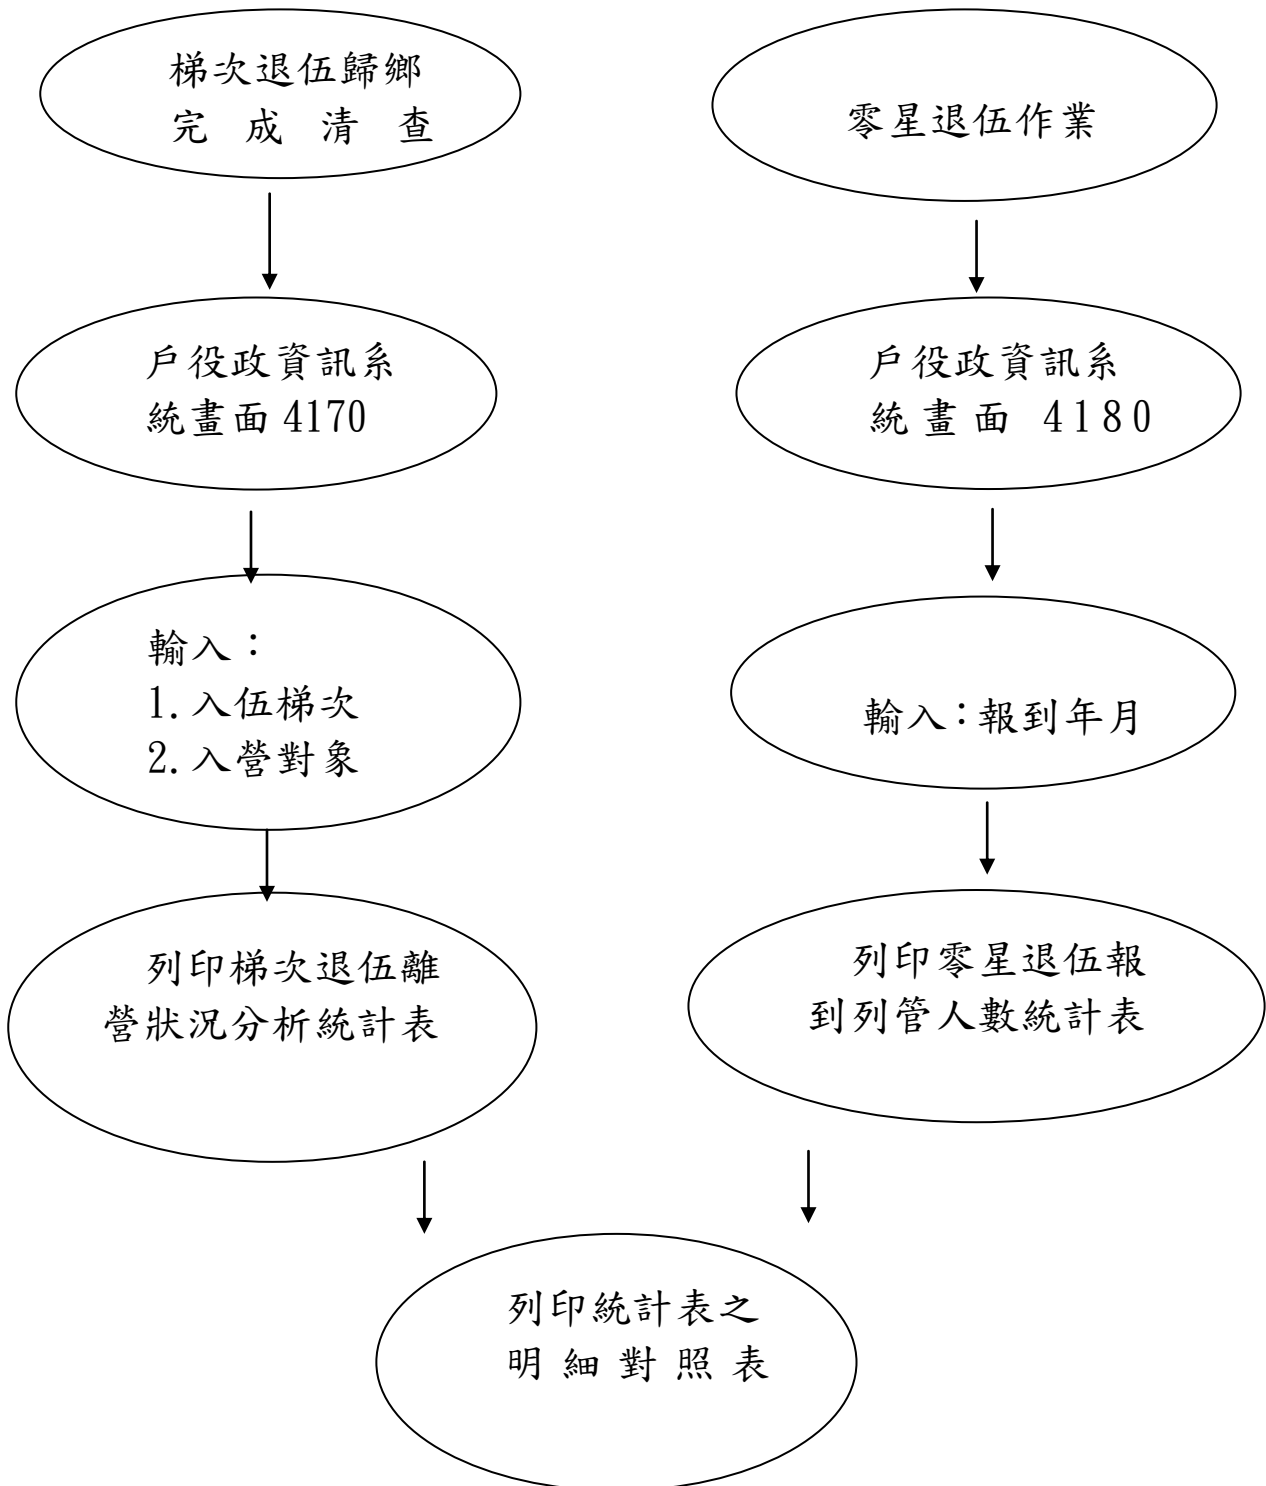 梯次退伍歸鄉
完成清查
零星退伍作業
戶役政資訊系
統畫面4170
戶役政資訊系
統畫面 4180
輸入：
1.入伍梯次
2.入營對象
輸入：報到年月
列印梯次退伍離
營狀況分析統計表
列印零星退伍報
到列管人數統計表
列印統計表之
明細對照表